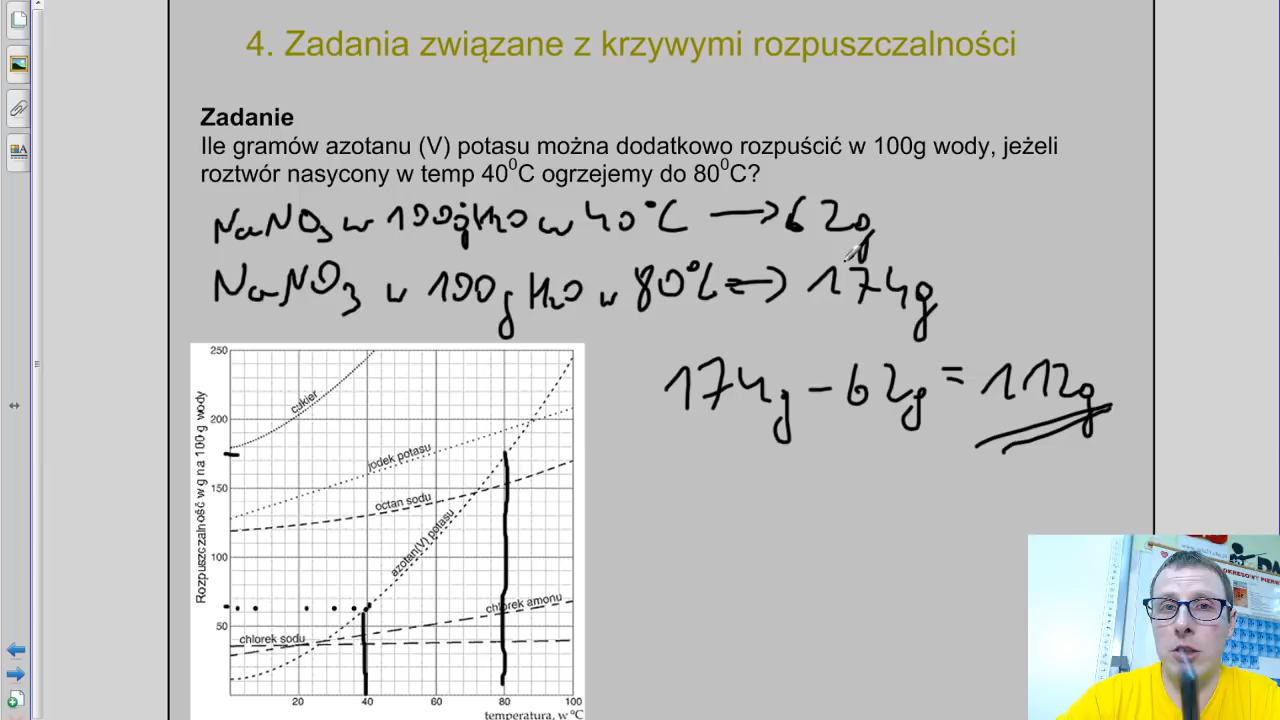 4. Zadania związane z krzywymi rozpuszczalności
Zadanie
Ile gramów azotanu (V) potasu można dodatkowo rozpuścić w 100g wody, jeżeli
roztwór nasycony w temp 40⁰C ogrzejemy do 80⁰C?
NaNO3 w 100g H2O w 40°C → 62g
NaNO3 w 100g H2O w 80°C → 174g
174g - 62g = 112g
Rozpuszczalność w g na 100 g wody
250
200
150
100
50
cukier
jodek potasu
octan sodu
azotan(V) potasu
chlorek amonu
chlorek sodu
20 40 60 80 100
temperatura, w °C
OKRESOWY PIERW